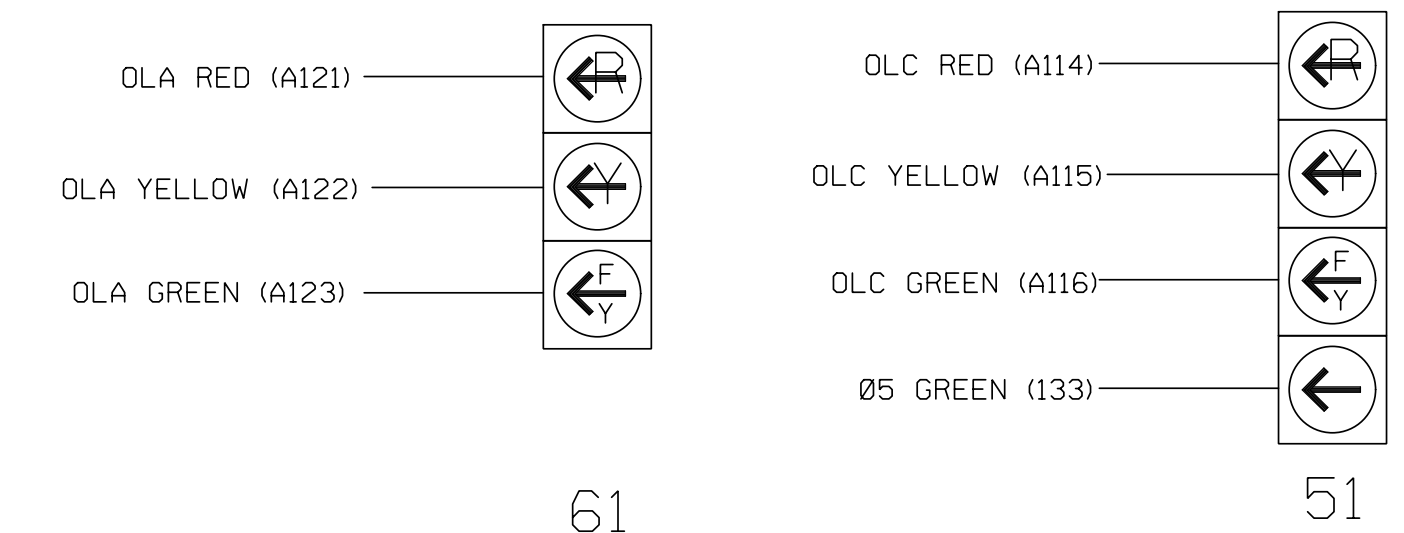 OLA RED (A121)
R
OLA YELLOW (A122)
Y
OLA GREEN (A123)
F
Y
61
OLC RED (A114)
R
OLC YELLOW (A115)
Y
OLC GREEN (A116)
F
Y
Ø5 GREEN (133)
51